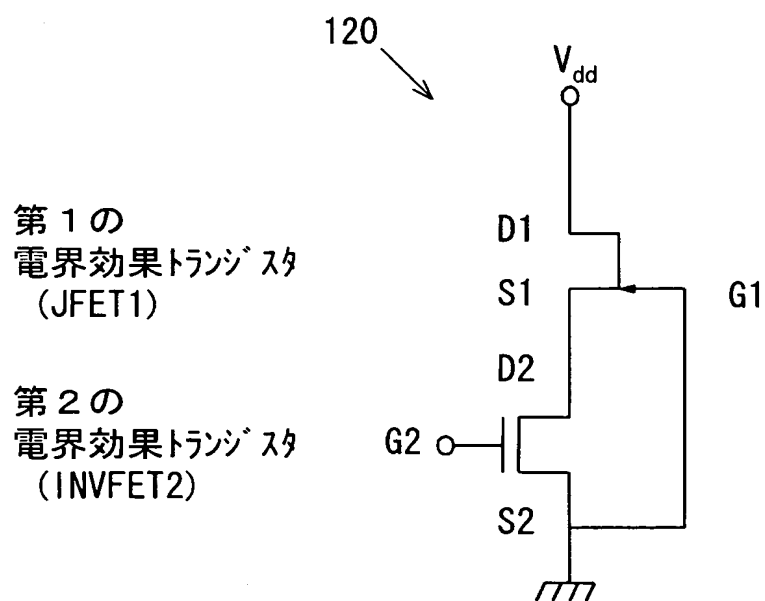 120
Vdd
第1の
電界効果ﾄﾗﾝｼﾞｽﾀ
(JFET1)
D1
S1
G1
D2
第2の
電界効果ﾄﾗﾝｼﾞｽﾀ
(INVFET2)
G2
S2